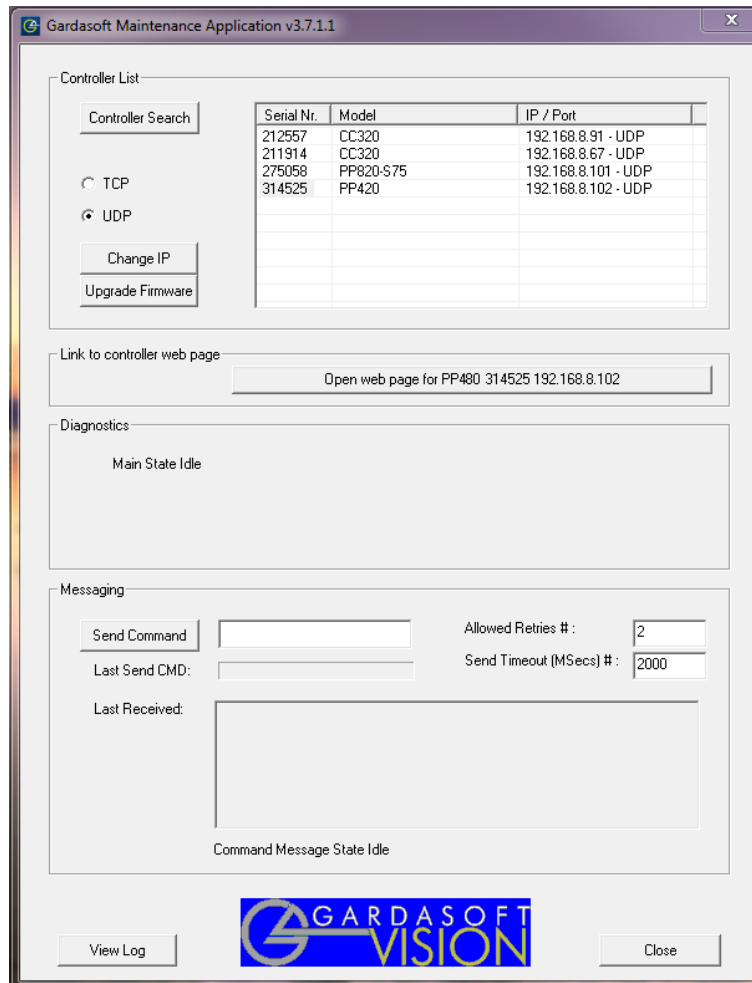 Gardasoft Maintenance Application v3.7.1.1
Controller List
Controller Search
Serial Nr. Model IP / Port
212557 CC320 192.168.8.91 - UDP
211914 CC320 192.168.8.67 - UDP
275058 PP820-S75 192.168.8.101 - UDP
314525 PP420 192.168.8.102 - UDP
TCP
UDP
Change IP
Upgrade Firmware
Link to controller web page
Open web page for PP480 314525 192.168.8.102
Diagnostics
Main State Idle
Messaging
Send Command
Allowed Retries # : 2
Last Send CMD:
Send Timeout (MSecs) # : 2000
Last Received:
Command Message State Idle
View Log
GARDASOFT
VISION
Close